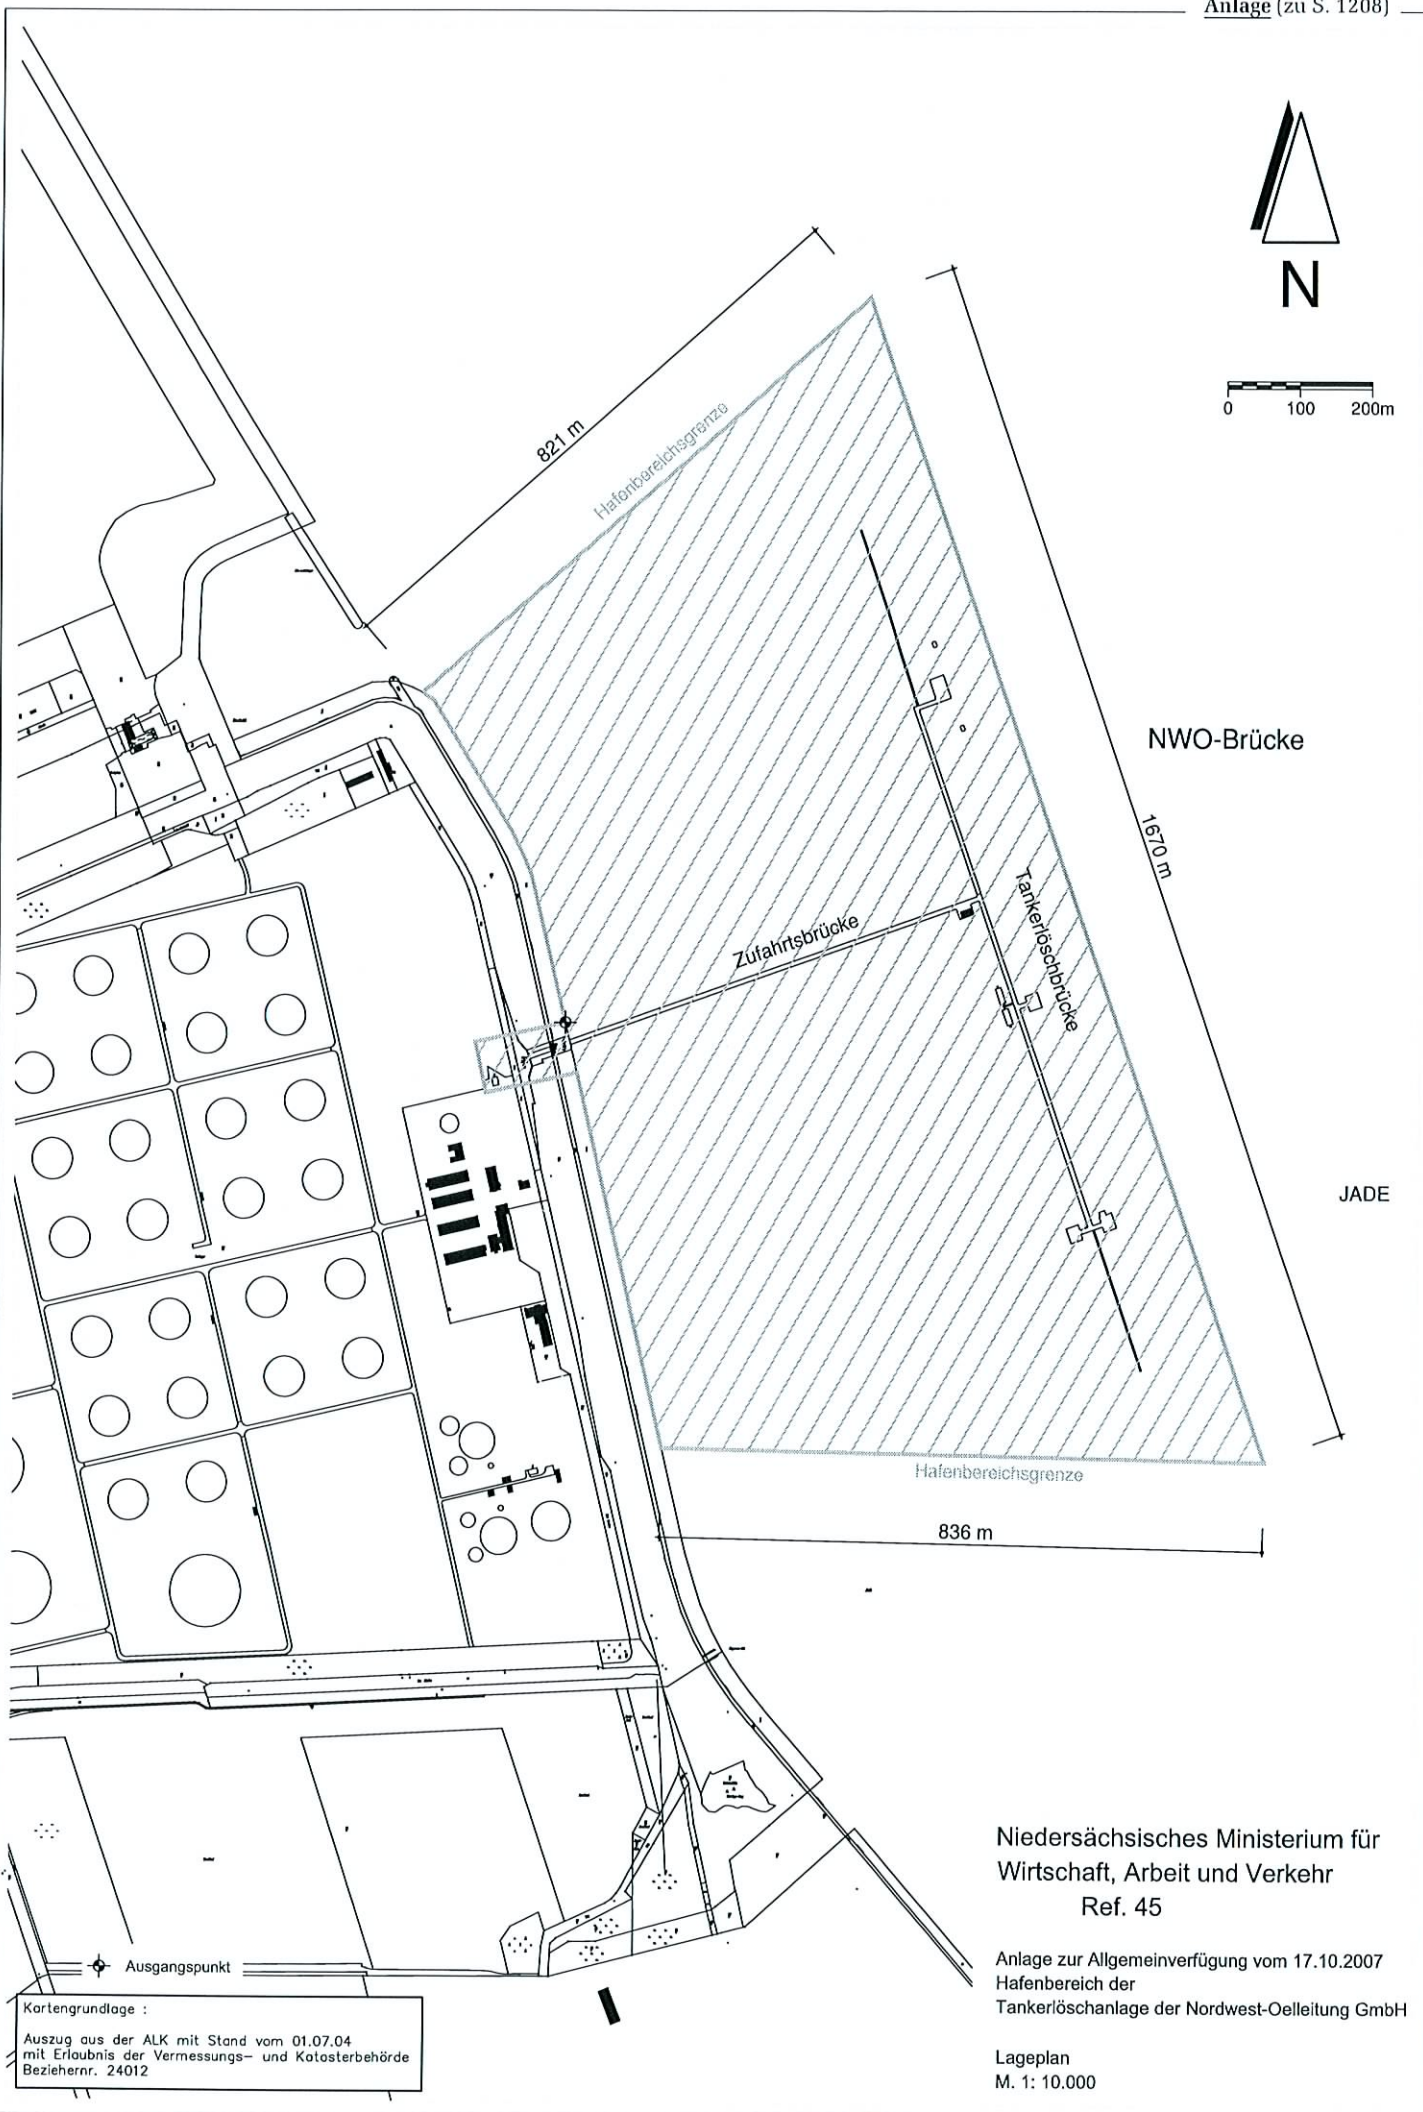 Anlage (zu S. 1208)
N
0 100 200m
821 m
Hafenbereichsgrenze
NWO-Brücke
1670 m
Tankerlöschbrücke
Zufahrtsbrücke
JADE
Hafenbereichsgrenze
836 m
Niedersächsisches Ministerium für
Wirtschaft, Arbeit und Verkehr
Ref. 45
Anlage zur Allgemeinverfügung vom 17.10.2007
Hafenbereich der
Tankerlöschanlage der Nordwest-Oelleitung GmbH
Lageplan
M. 1: 10.000
Ausgangspunkt
Kartengrundlage :
Auszug aus der ALK mit Stand vom 01.07.04
mit Erlaubnis der Vermessungs- und Katasterbehörde
Beziehernr. 24012